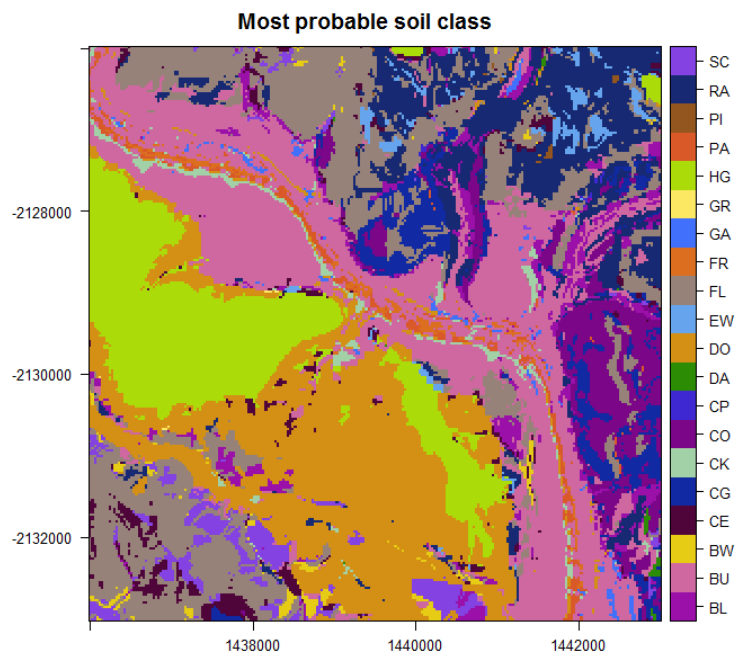 Most probable soil class
-2128000
-2130000
-2132000
1438000
1440000
1442000
SC
RA
PI
PA
HG
GR
GA
FR
FL
EW
DO
DA
CP
CO
CK
CG
CE
BW
BU
BL